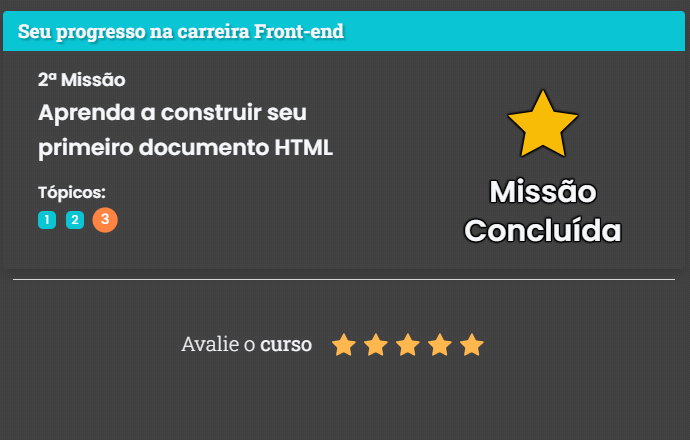 Seu progresso na carreira Front-end
2ª Missão
Aprenda a construir seu
primeiro documento HTML
Tópicos:
1 2 3
Missão
Concluída
Avalie o curso